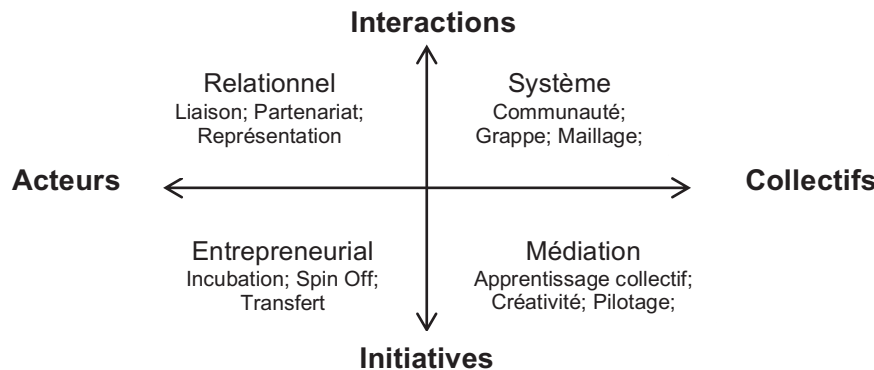 Interactions
Relationnel
Liaison; Partenariat;
Représentation
Système
Communauté;
Grappe; Maillage;
Acteurs
Collectifs
Entrepreneurial
Incubation; Spin Off;
Transfert
Médiation
Apprentissage collectif;
Créativité; Pilotage;
Initiatives